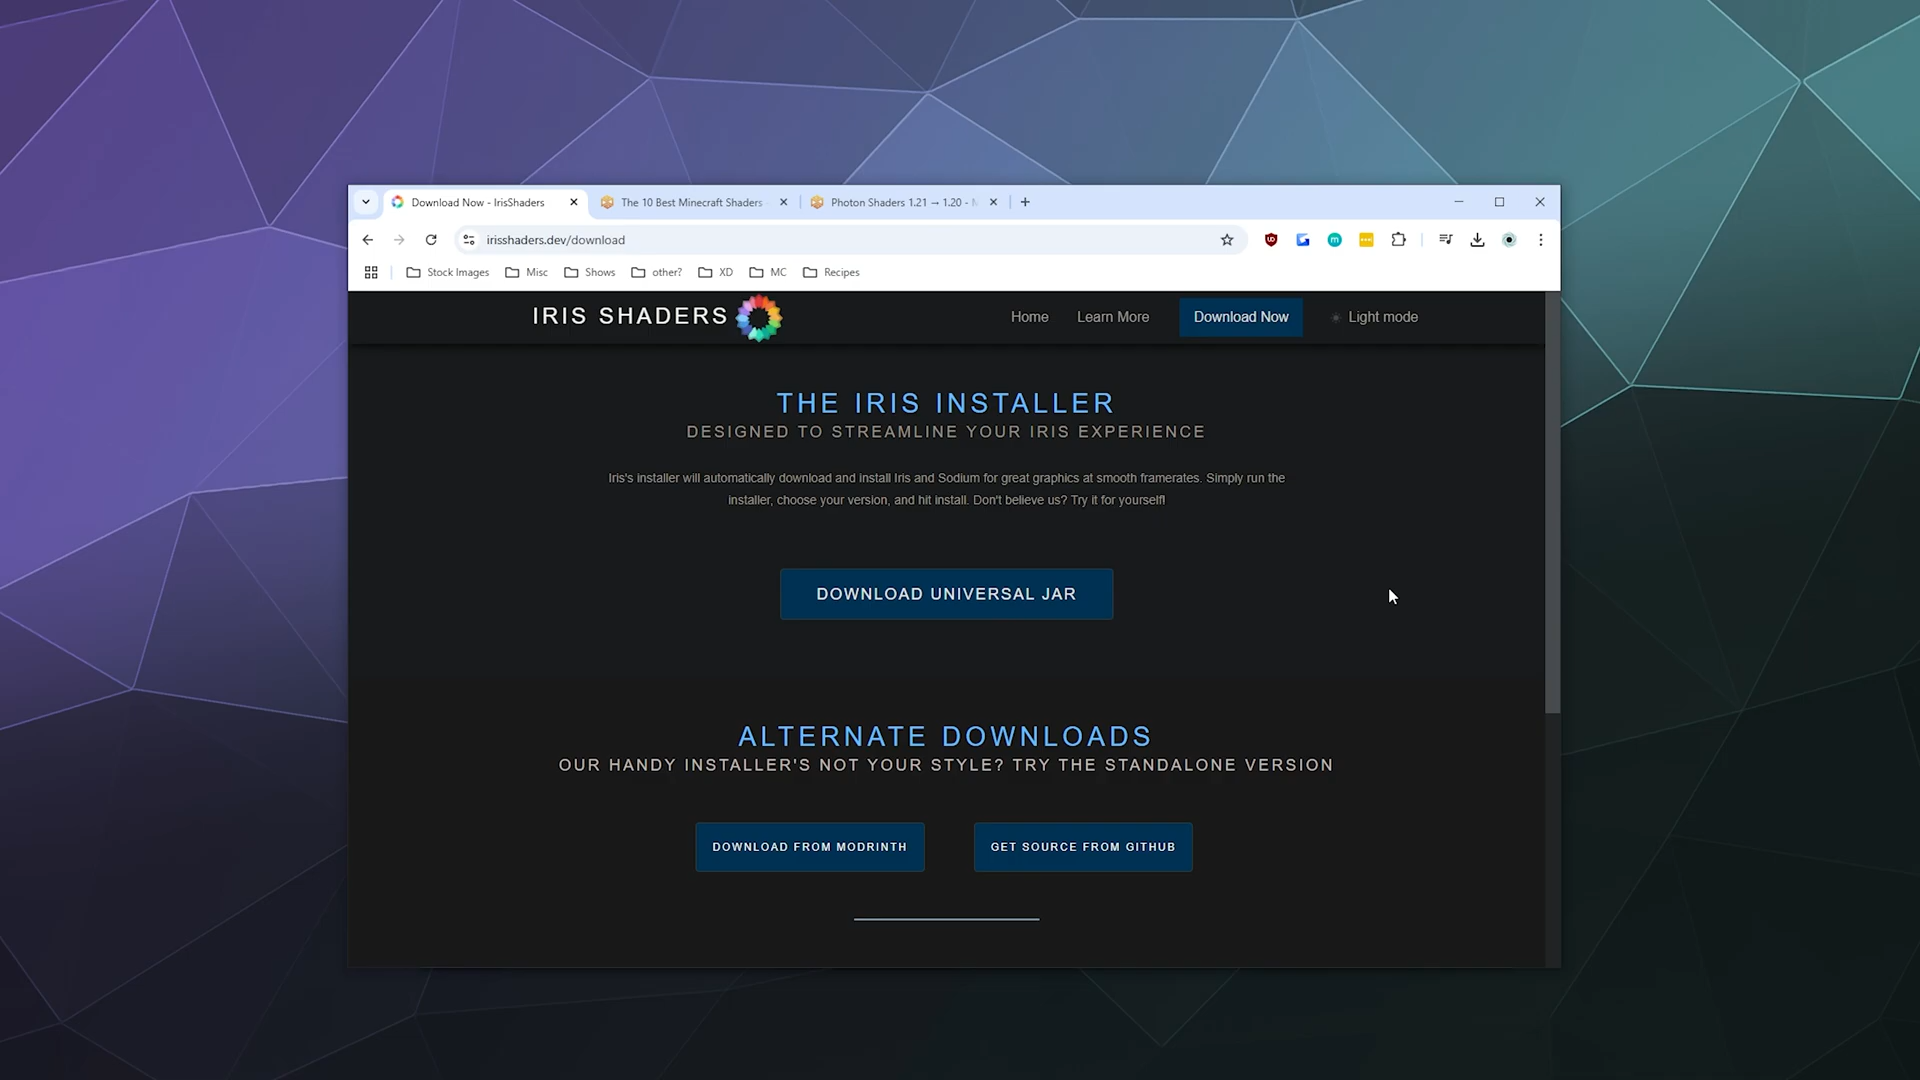 Download Now - IrisShaders
The 10 Best Minecraft Shaders
Photon Shaders 1.21 → 1.20 -
irisshaders.dev/download
Stock Images
Misc
Shows
other?
XD
MC
Recipes
IRIS SHADERS
Home
Learn More
Download Now
Light mode
THE IRIS INSTALLER
DESIGNED TO STREAMLINE YOUR IRIS EXPERIENCE
Iris's installer will automatically download and install Iris and Sodium for great graphics at smooth framerates. Simply run the
installer, choose your version, and hit install. Don't believe us? Try it for yourself!
DOWNLOAD UNIVERSAL JAR
ALTERNATE DOWNLOADS
OUR HANDY INSTALLER'S NOT YOUR STYLE? TRY THE STANDALONE VERSION
DOWNLOAD FROM MODRINTH
GET SOURCE FROM GITHUB